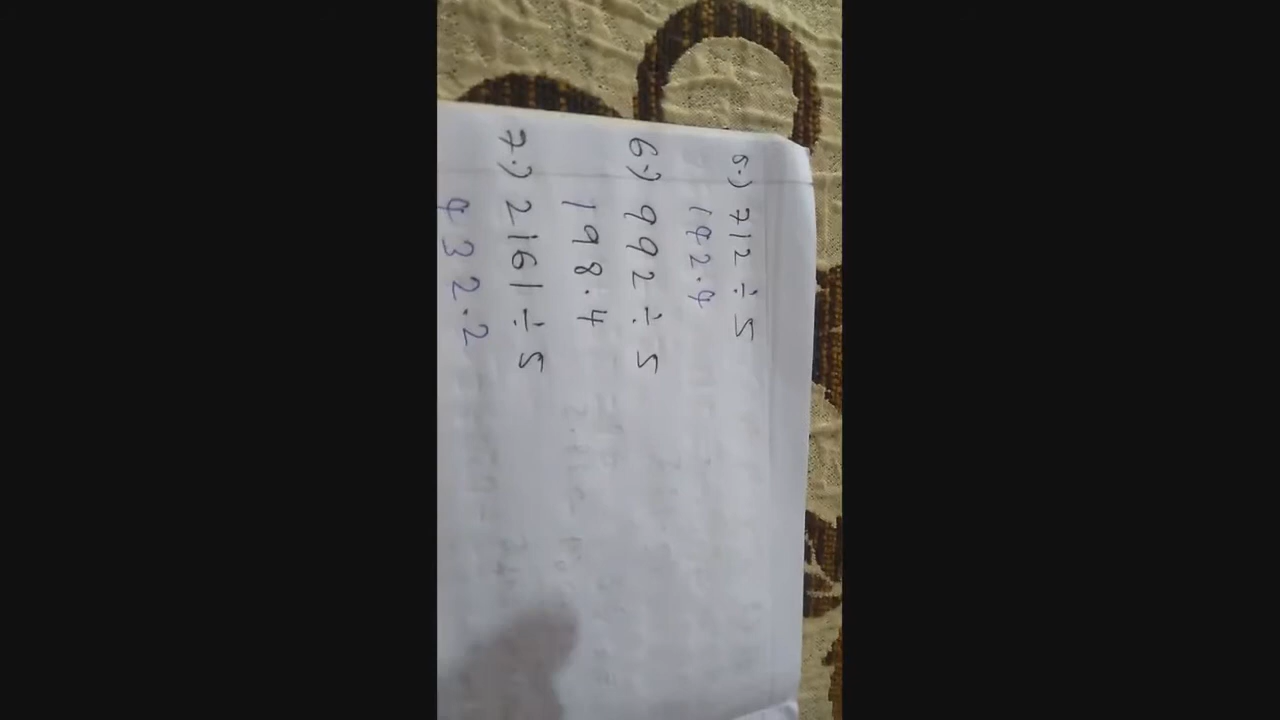 5.) 712 ÷ 5
142.4
6.) 992 ÷ 5
198.4
7.) 2161 ÷ 5
432.2